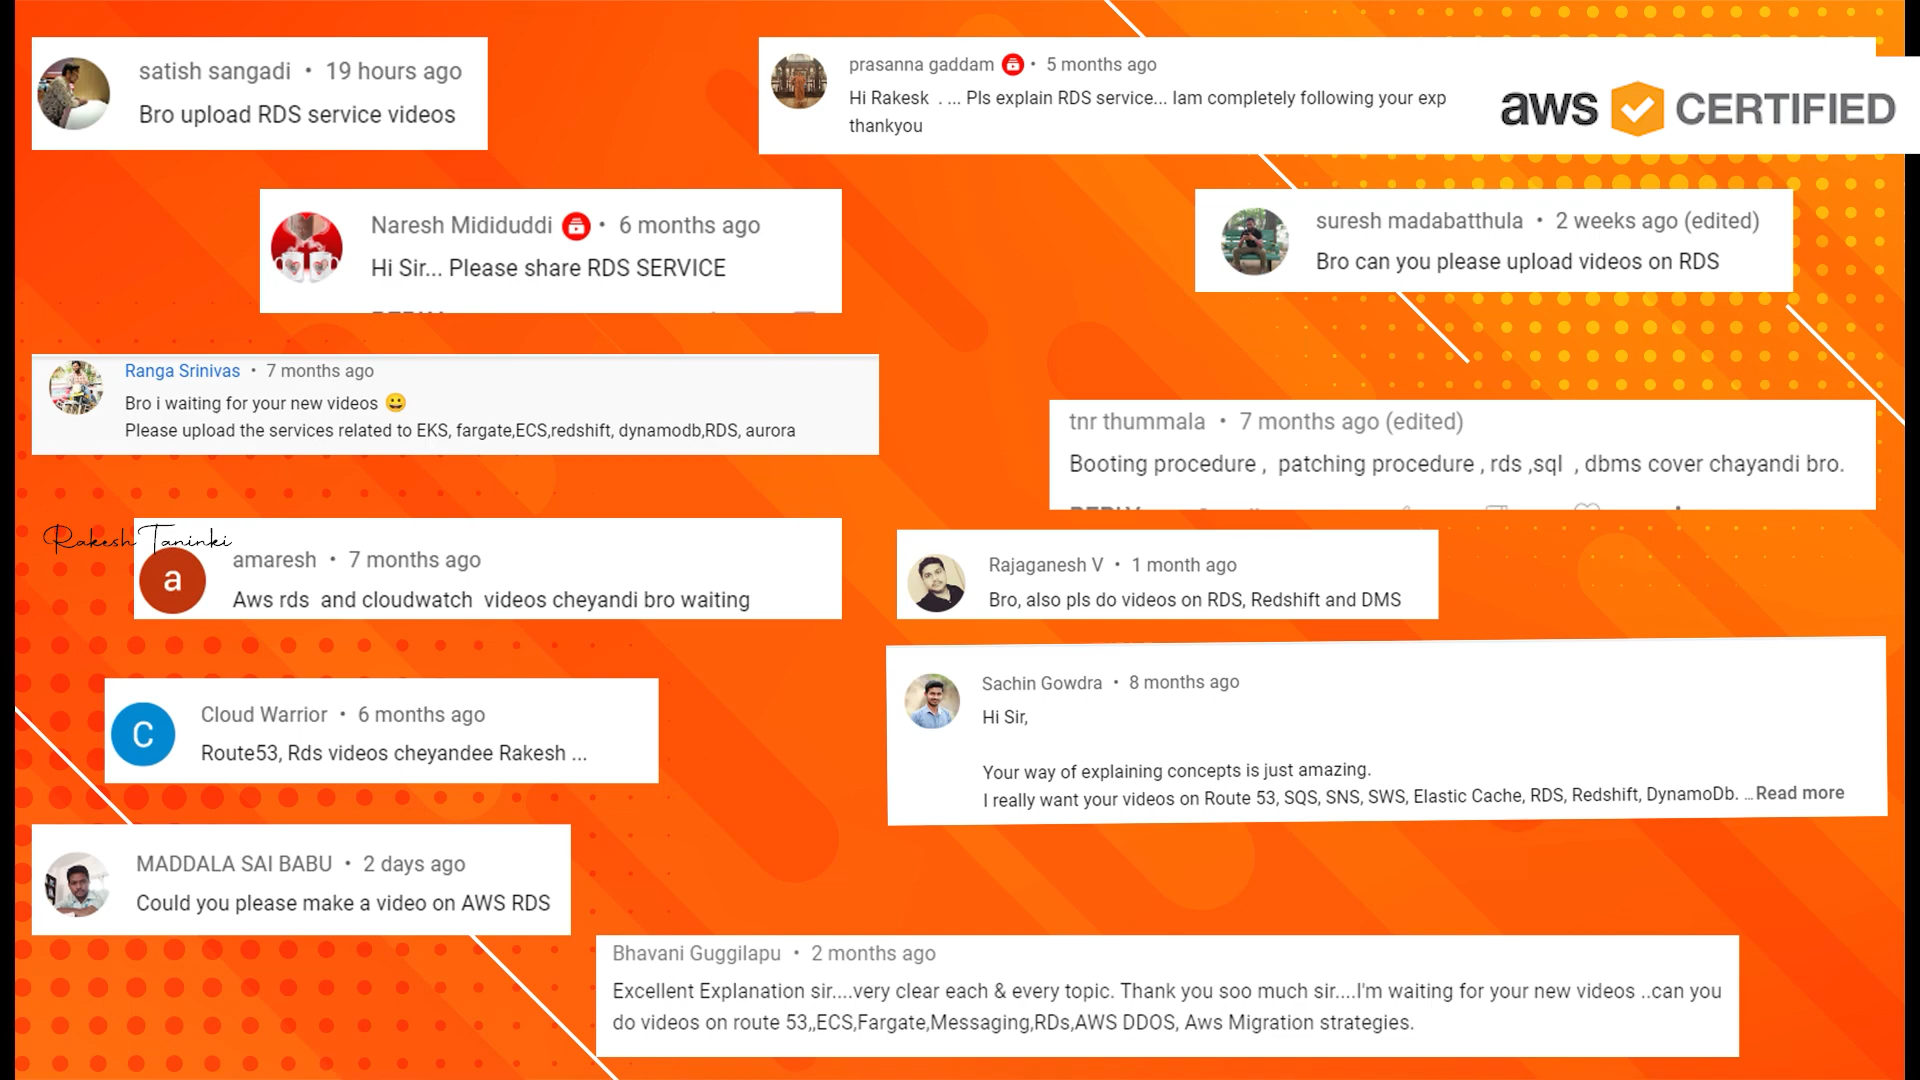 satish sangadi • 19 hours ago
Bro upload RDS service videos
prasanna gaddam • 5 months ago
Hi Rakesk . ... Pls explain RDS service... Iam completely following your exp
thankyou
aws CERTIFIED
Naresh Mididuddi • 6 months ago
Hi Sir... Please share RDS SERVICE
suresh madabatthula • 2 weeks ago (edited)
Bro can you please upload videos on RDS
Ranga Srinivas • 7 months ago
Bro i waiting for your new videos 😀
Please upload the services related to EKS, fargate,ECS,redshift, dynamodb,RDS, aurora
tnr thummala • 7 months ago (edited)
Booting procedure , patching procedure , rds ,sql , dbms cover chayandi bro.
Rakesh Taninki
a
amaresh • 7 months ago
Aws rds and cloudwatch videos cheyandi bro waiting
Rajaganesh V • 1 month ago
Bro, also pls do videos on RDS, Redshift and DMS
C
Cloud Warrior • 6 months ago
Route53, Rds videos cheyandee Rakesh ...
Sachin Gowdra • 8 months ago
Hi Sir,
Your way of explaining concepts is just amazing.
I really want your videos on Route 53, SQS, SNS, SWS, Elastic Cache, RDS, Redshift, DynamoDb. ...Read more
MADDALA SAI BABU • 2 days ago
Could you please make a video on AWS RDS
Bhavani Guggilapu • 2 months ago
Excellent Explanation sir....very clear each & every topic. Thank you soo much sir....I'm waiting for your new videos ..can you
do videos on route 53,,ECS,Fargate,Messaging,RDs,AWS DDOS, Aws Migration strategies.